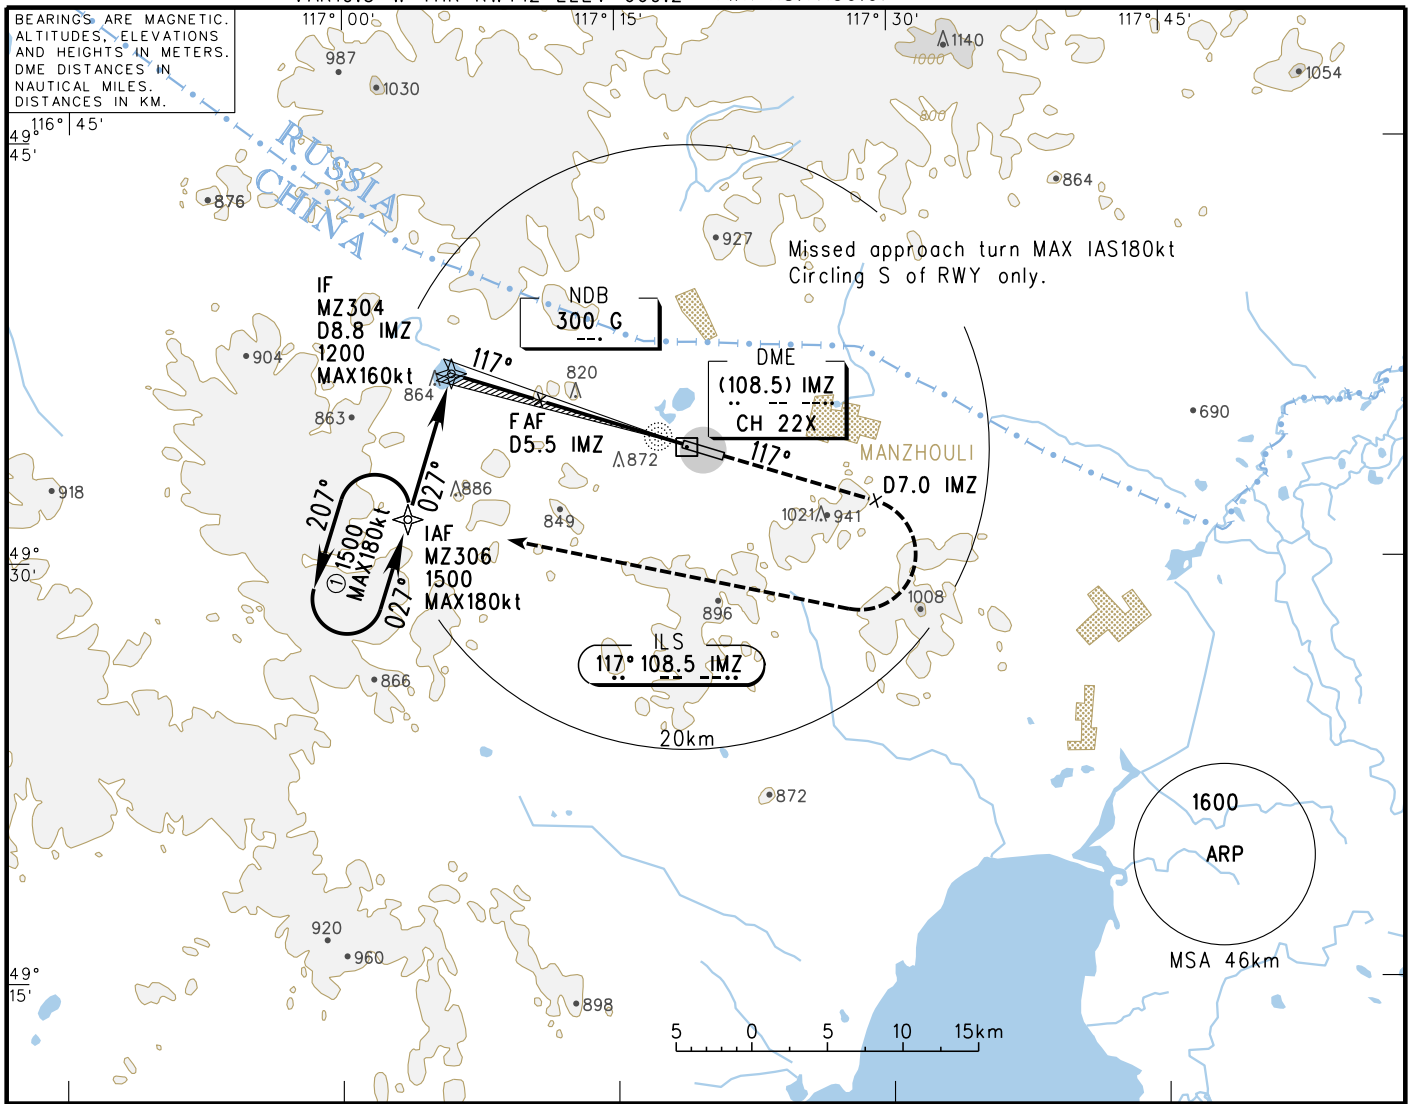 117° 00'
117° 15'
117° 30'
117° 45'
BEARINGS ARE MAGNETIC.
ALTITUDES, ELEVATIONS
AND HEIGHTS IN METERS.
DME DISTANCES IN
NAUTICAL MILES.
DISTANCES IN KM.
116° 45'
49°
45'
987
1030
1140
1000
1054
800
RUSSIA
CHINA
864
876
927
Missed approach turn MAX IAS180kt
Circling S of RWY only.
IF
MZ304
D8.8 IMZ
1200
MAX160kt
NDB
300 G
904
117°
864
820
DME
(108.5) IMZ
CH 22X
863
FAF
D5.5 IMZ
690
872
117°
MANZHOULI
D7.0 IMZ
918
207°
027°
886
849
1021
941
① 1500
MAX180kt
027°
IAF
MZ306
1500
MAX180kt
49°
30'
896
1008
ILS
117° 108.5 IMZ
866
20km
872
1600
ARP
MSA 46km
920
960
49°
15'
898
5 0 5 10 15km